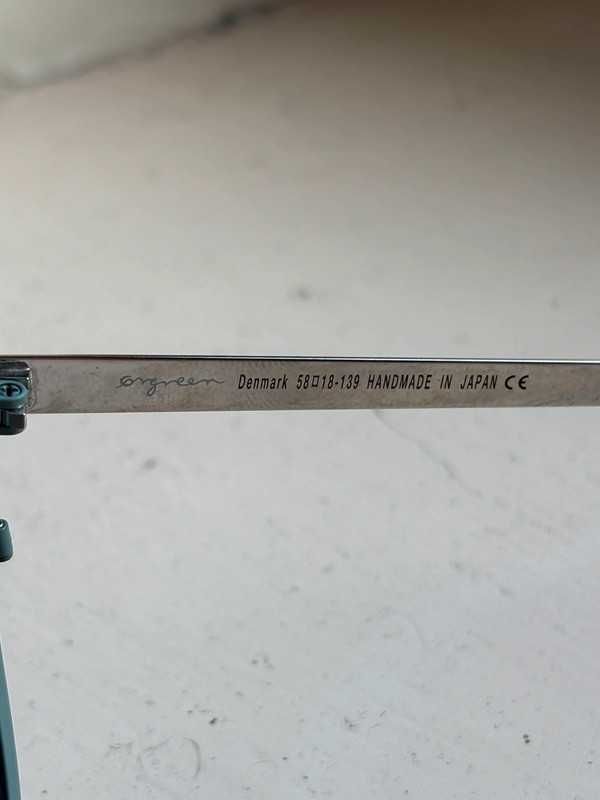 orgreen Denmark 58□18-139 HANDMADE IN JAPAN CE